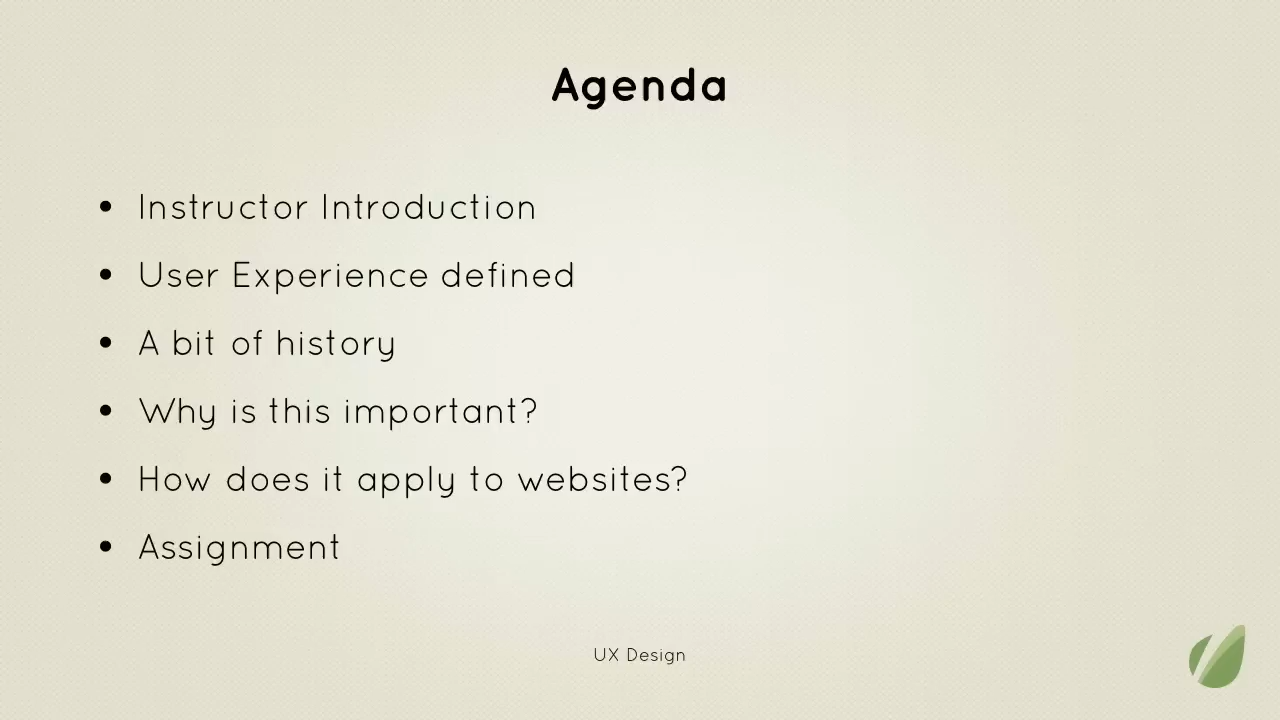 Agenda
• Instructor Introduction
• User Experience defined
• A bit of history
• Why is this important?
• How does it apply to websites?
• Assignment
UX Design